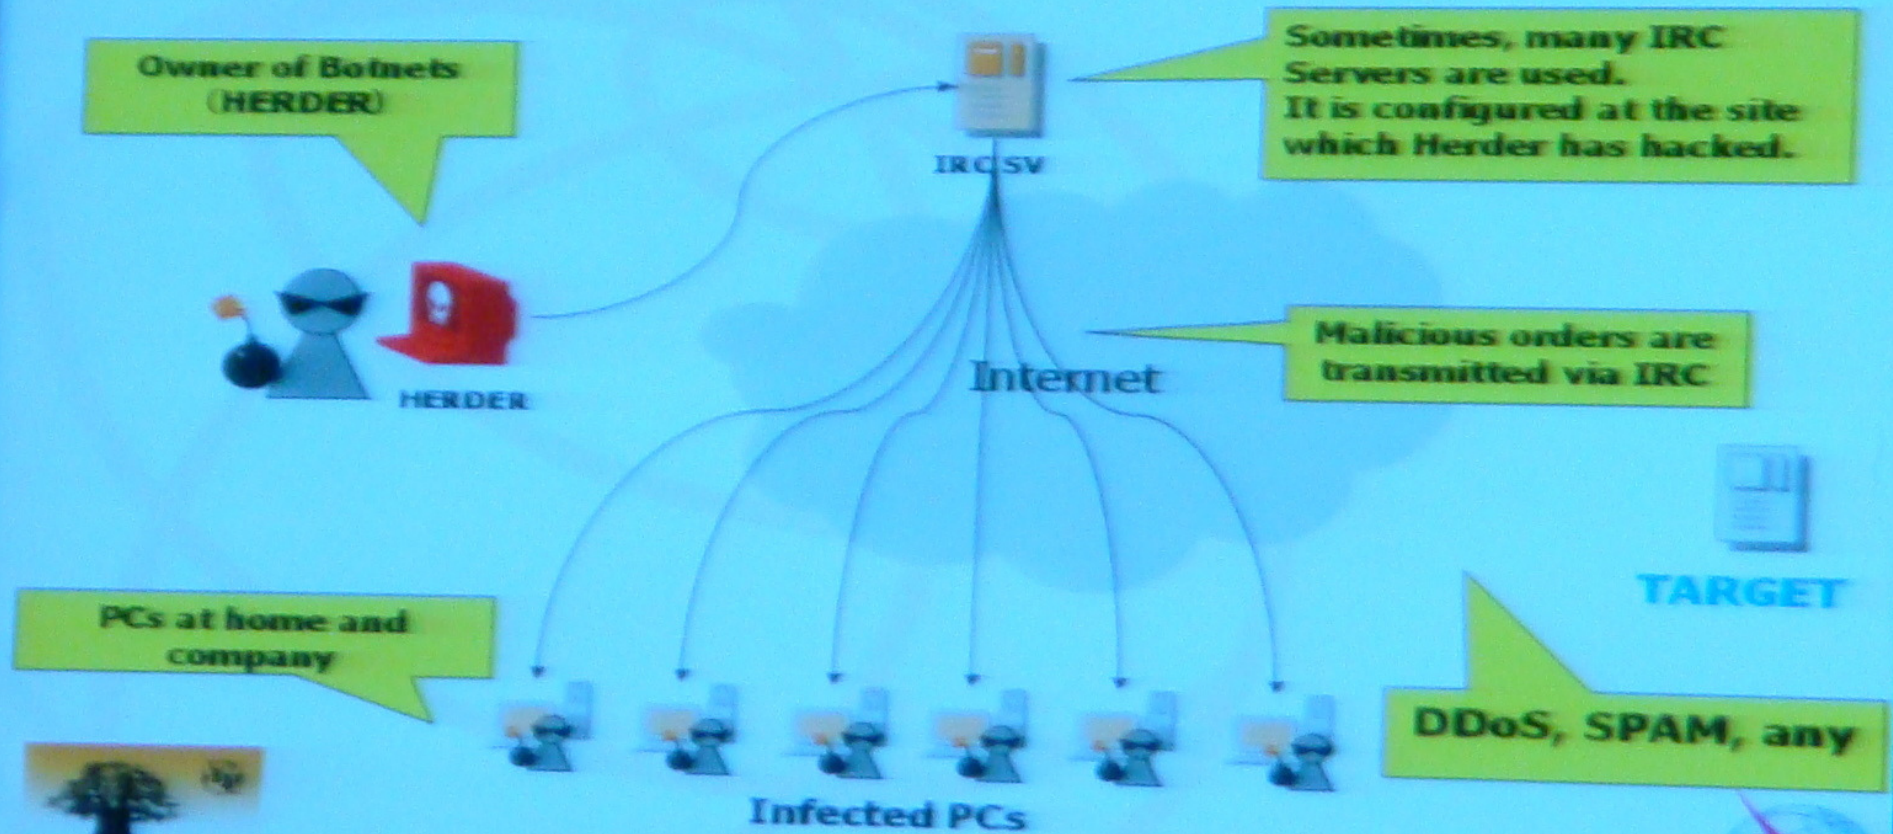 Owner of Botnets
(HERDER)
Sometimes, many IRC
Servers are used.
It is configured at the site
which Herder has hacked.
IRC SV
HERDER
Internet
Malicious orders are
transmitted via IRC
TARGET
PCs at home and
company
DDoS, SPAM, any
Infected PCs